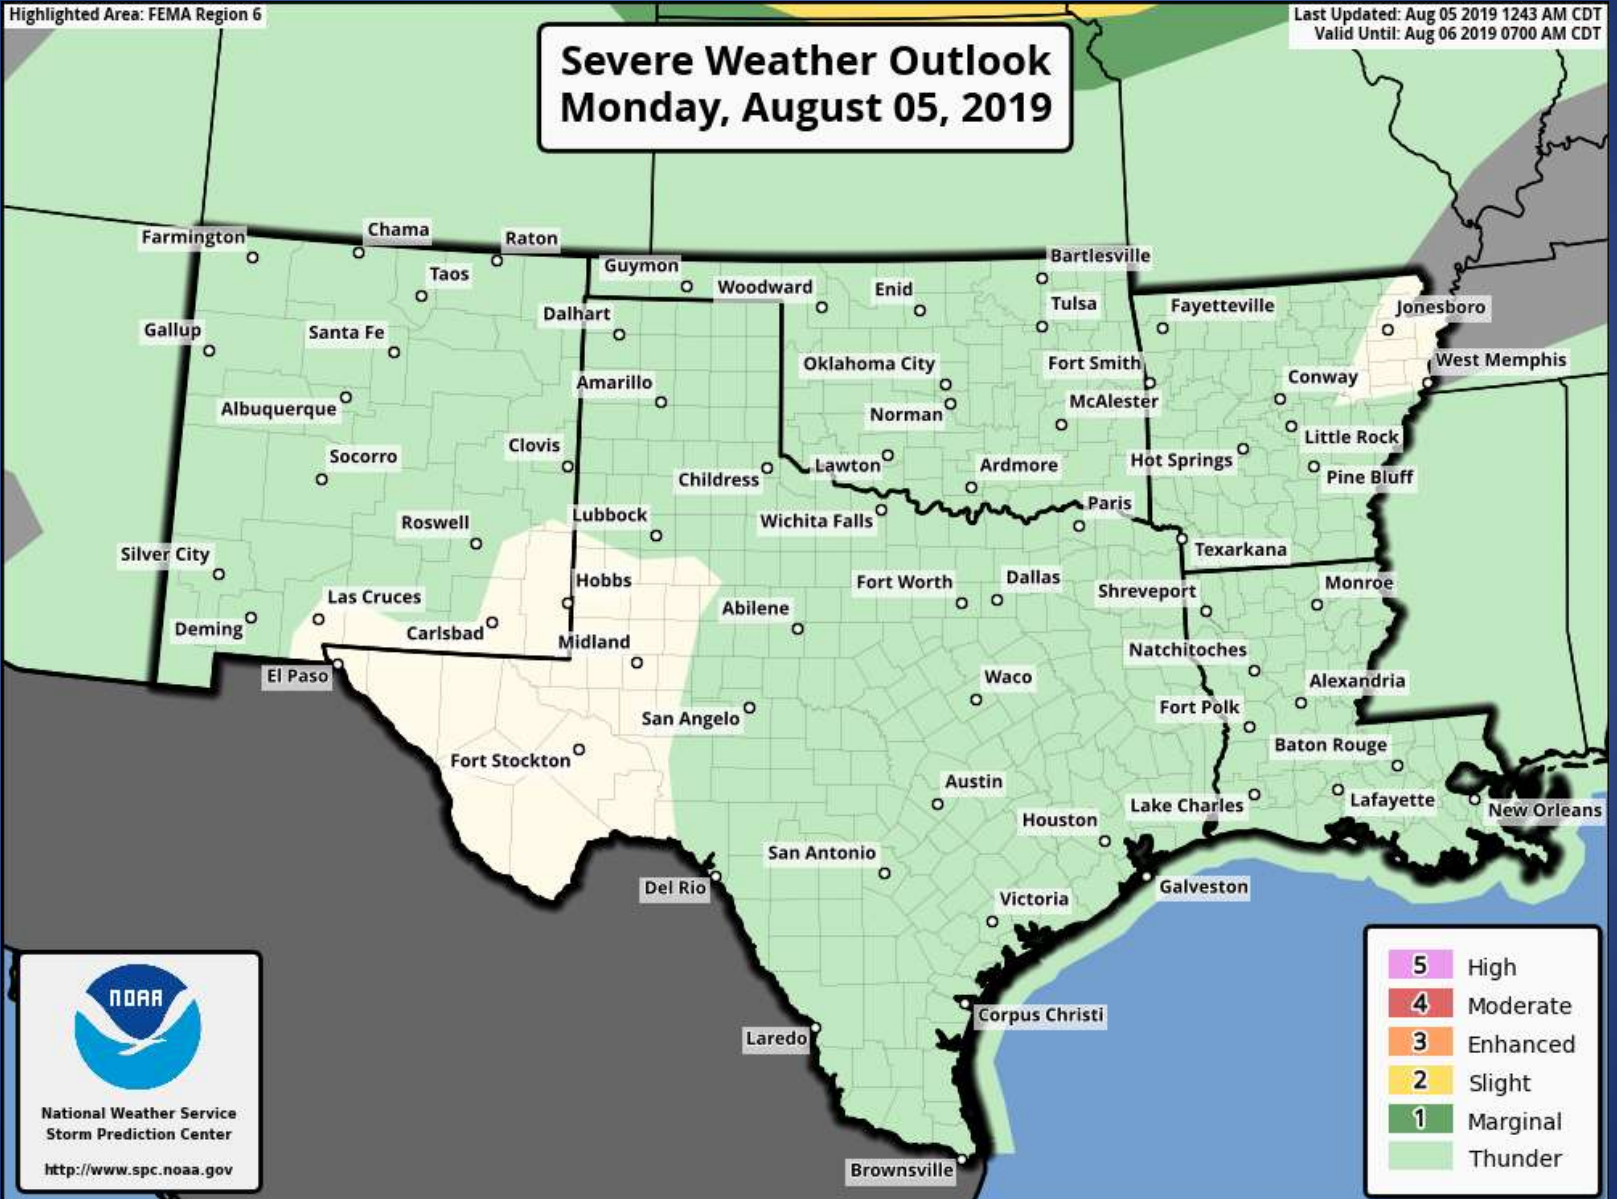 Highlighted Area: FEMA Region 6
Last Updated: Aug 05 2019 1243 AM CDT
Valid Until: Aug 06 2019 0700 AM CDT
Severe Weather Outlook
Monday, August 05, 2019
Farmington
Chama
Raton
Taos
Guymon
Woodward
Enid
Bartlesville
Tulsa
Fayetteville
Jonesboro
Gallup
Santa Fe
Dalhart
Oklahoma City
Fort Smith
West Memphis
Conway
Albuquerque
Amarillo
Norman
McAlester
Little Rock
Socorro
Clovis
Childress
Lawton
Ardmore
Hot Springs
Pine Bluff
Roswell
Lubbock
Wichita Falls
Paris
Texarkana
Silver City
Las Cruces
Hobbs
Abilene
Fort Worth
Dallas
Shreveport
Monroe
Deming
Carlsbad
Midland
Natchitoches
El Paso
San Angelo
Waco
Alexandria
Fort Polk
Fort Stockton
Baton Rouge
Austin
Houston
Lake Charles
Lafayette
New Orleans
San Antonio
Del Rio
Victoria
Galveston
Laredo
Corpus Christi
Brownsville
NOAA
National Weather Service
Storm Prediction Center
http://www.spc.noaa.gov
5 High
4 Moderate
3 Enhanced
2 Slight
1 Marginal
Thunder